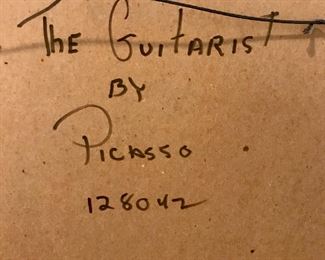 The Guitarist
BY
Picasso
128042